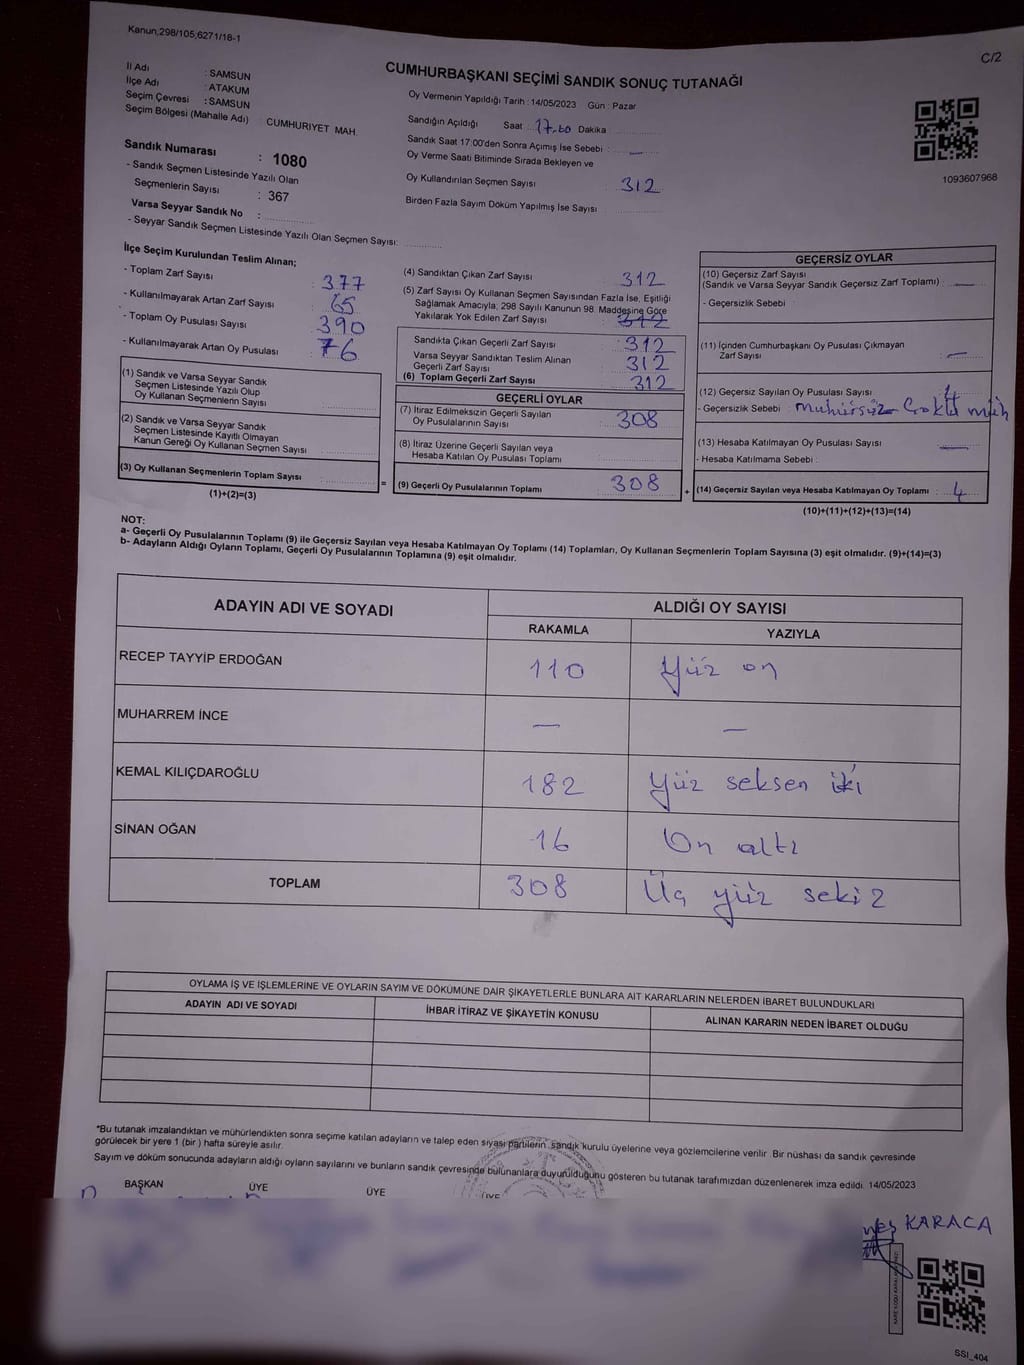 Kanun,298/105,6271/18-1
C/2
CUMHURBAŞKANI SEÇİMİ SANDIK SONUÇ TUTANAĞI
İl Adı : SAMSUN
İlçe Adı : ATAKUM
Seçim Çevresi : SAMSUN
Seçim Bölgesi (Mahalle Adı) CUMHURIYET MAH.
Sandık Numarası : 1080
- Sandık Seçmen Listesinde Yazılı Olan
Seçmenlerin Sayısı : 367
Varsa Seyyar Sandık No :
- Seyyar Sandık Seçmen Listesinde Yazılı Olan Seçmen Sayısı:
Oy Vermenin Yapıldığı Tarih : 14/05/2023 Gün : Pazar
Sandığın Açıldığı Saat : 17.00 Dakika
Sandık Saat 17:00'den Sonra Açımış İse Sebebi : —
Oy Verme Saati Bitiminde Sırada Bekleyen ve
Oy Kullandırılan Seçmen Sayısı 312
Birden Fazla Sayım Döküm Yapılmış İse Sayısı
1093607968
İlçe Seçim Kurulundan Teslim Alınan;
- Toplam Zarf Sayısı 377
- Kullanılmayarak Artan Zarf Sayısı 65
- Toplam Oy Pusulası Sayısı 390
- Kullanılmayarak Artan Oy Pusulası 76
(1) Sandık ve Varsa Seyyar Sandık
Seçmen Listesinde Yazılı Olup
Oy Kullanan Seçmenlerin Sayısı
(2) Sandık ve Varsa Seyyar Sandık
Seçmen Listesinde Kayıtlı Olmayan
Kanun Gereği Oy Kullanan Seçmen Sayısı
(3) Oy Kullanan Seçmenlerin Toplam Sayısı
(1)+(2)=(3)
=
(4) Sandıktan Çıkan Zarf Sayısı 312
(5) Zarf Sayısı Oy Kullanan Seçmen Sayısından Fazla İse, Eşitliği
Sağlamak Amacıyla, 298 Sayılı Kanunun 98. Maddesine Göre
Yakılarak Yok Edilen Zarf Sayısı 312
Sandıkta Çıkan Geçerli Zarf Sayısı 312
Varsa Seyyar Sandıktan Teslim Alınan
Geçerli Zarf Sayısı 312
(6) Toplam Geçerli Zarf Sayısı 312
GEÇERLİ OYLAR
(7) İtiraz Edilmeksizin Geçerli Sayılan
Oy Pusulalarının Sayısı 308
(8) İtiraz Üzerine Geçerli Sayılan veya
Hesaba Katılan Oy Pusulası Toplamı
(9) Geçerli Oy Pusulalarının Toplamı 308
+
GEÇERSİZ OYLAR
(10) Geçersiz Zarf Sayısı
(Sandık ve Varsa Seyyar Sandık Geçersiz Zarf Toplamı) : —
- Geçersizlik Sebebi :
(11) İçinden Cumhurbaşkanı Oy Pusulası Çıkmayan
Zarf Sayısı —
(12) Geçersiz Sayılan Oy Pusulası Sayısı 4
- Geçersizlik Sebebi : mühürsüz
(13) Hesaba Katılmayan Oy Pusulası Sayısı —
- Hesaba Katılmama Sebebi :
(14) Geçersiz Sayılan veya Hesaba Katılmayan Oy Toplamı : 4
(10)+(11)+(12)+(13)=(14)
NOT:
a- Geçerli Oy Pusulalarının Toplamı (9) ile Geçersiz Sayılan veya Hesaba Katılmayan Oy Toplamı (14) Toplamları, Oy Kullanan Seçmenlerin Toplam Sayısına (3) eşit olmalıdır. (9)+(14)=(3)
b- Adayların Aldığı Oyların Toplamı, Geçerli Oy Pusulalarının Toplamına (9) eşit olmalıdır.
ADAYIN ADI VE SOYADI
ALDIĞI OY SAYISI
RAKAMLA YAZIYLA
RECEP TAYYİP ERDOĞAN 110 Yüz on
MUHARREM İNCE — —
KEMAL KILIÇDAROĞLU 182 Yüz seksen iki
SİNAN OĞAN 16 On altı
TOPLAM 308 Üç yüz sekiz
OYLAMA İŞ VE İŞLEMLERİNE VE OYLARIN SAYIM VE DÖKÜMÜNE DAİR ŞİKAYETLERLE BUNLARA AİT KARARLARIN NELERDEN İBARET BULUNDUKLARI
ADAYIN ADI VE SOYADI İHBAR İTİRAZ VE ŞİKAYETİN KONUSU ALINAN KARARIN NEDEN İBARET OLDUĞU
*Bu tutanak imzalandıktan ve mühürlendikten sonra seçime katılan adayların ve talep eden siyasi partilerin sandık kurulu üyelerine veya gözlemcilerine verilir. Bir nüshası da sandık çevresinde
görülecek bir yere 1 (bir ) hafta süreyle asılır.
Sayım ve döküm sonucunda adayların aldığı oyların sayılarını ve bunların sandık çevresinde bulunanlara duyurulduğunu gösteren bu tutanak tarafımızdan düzenlenerek imza edildi. 14/05/2023
BAŞKAN ÜYE ÜYE ÜYE
KARACA
SSI_404